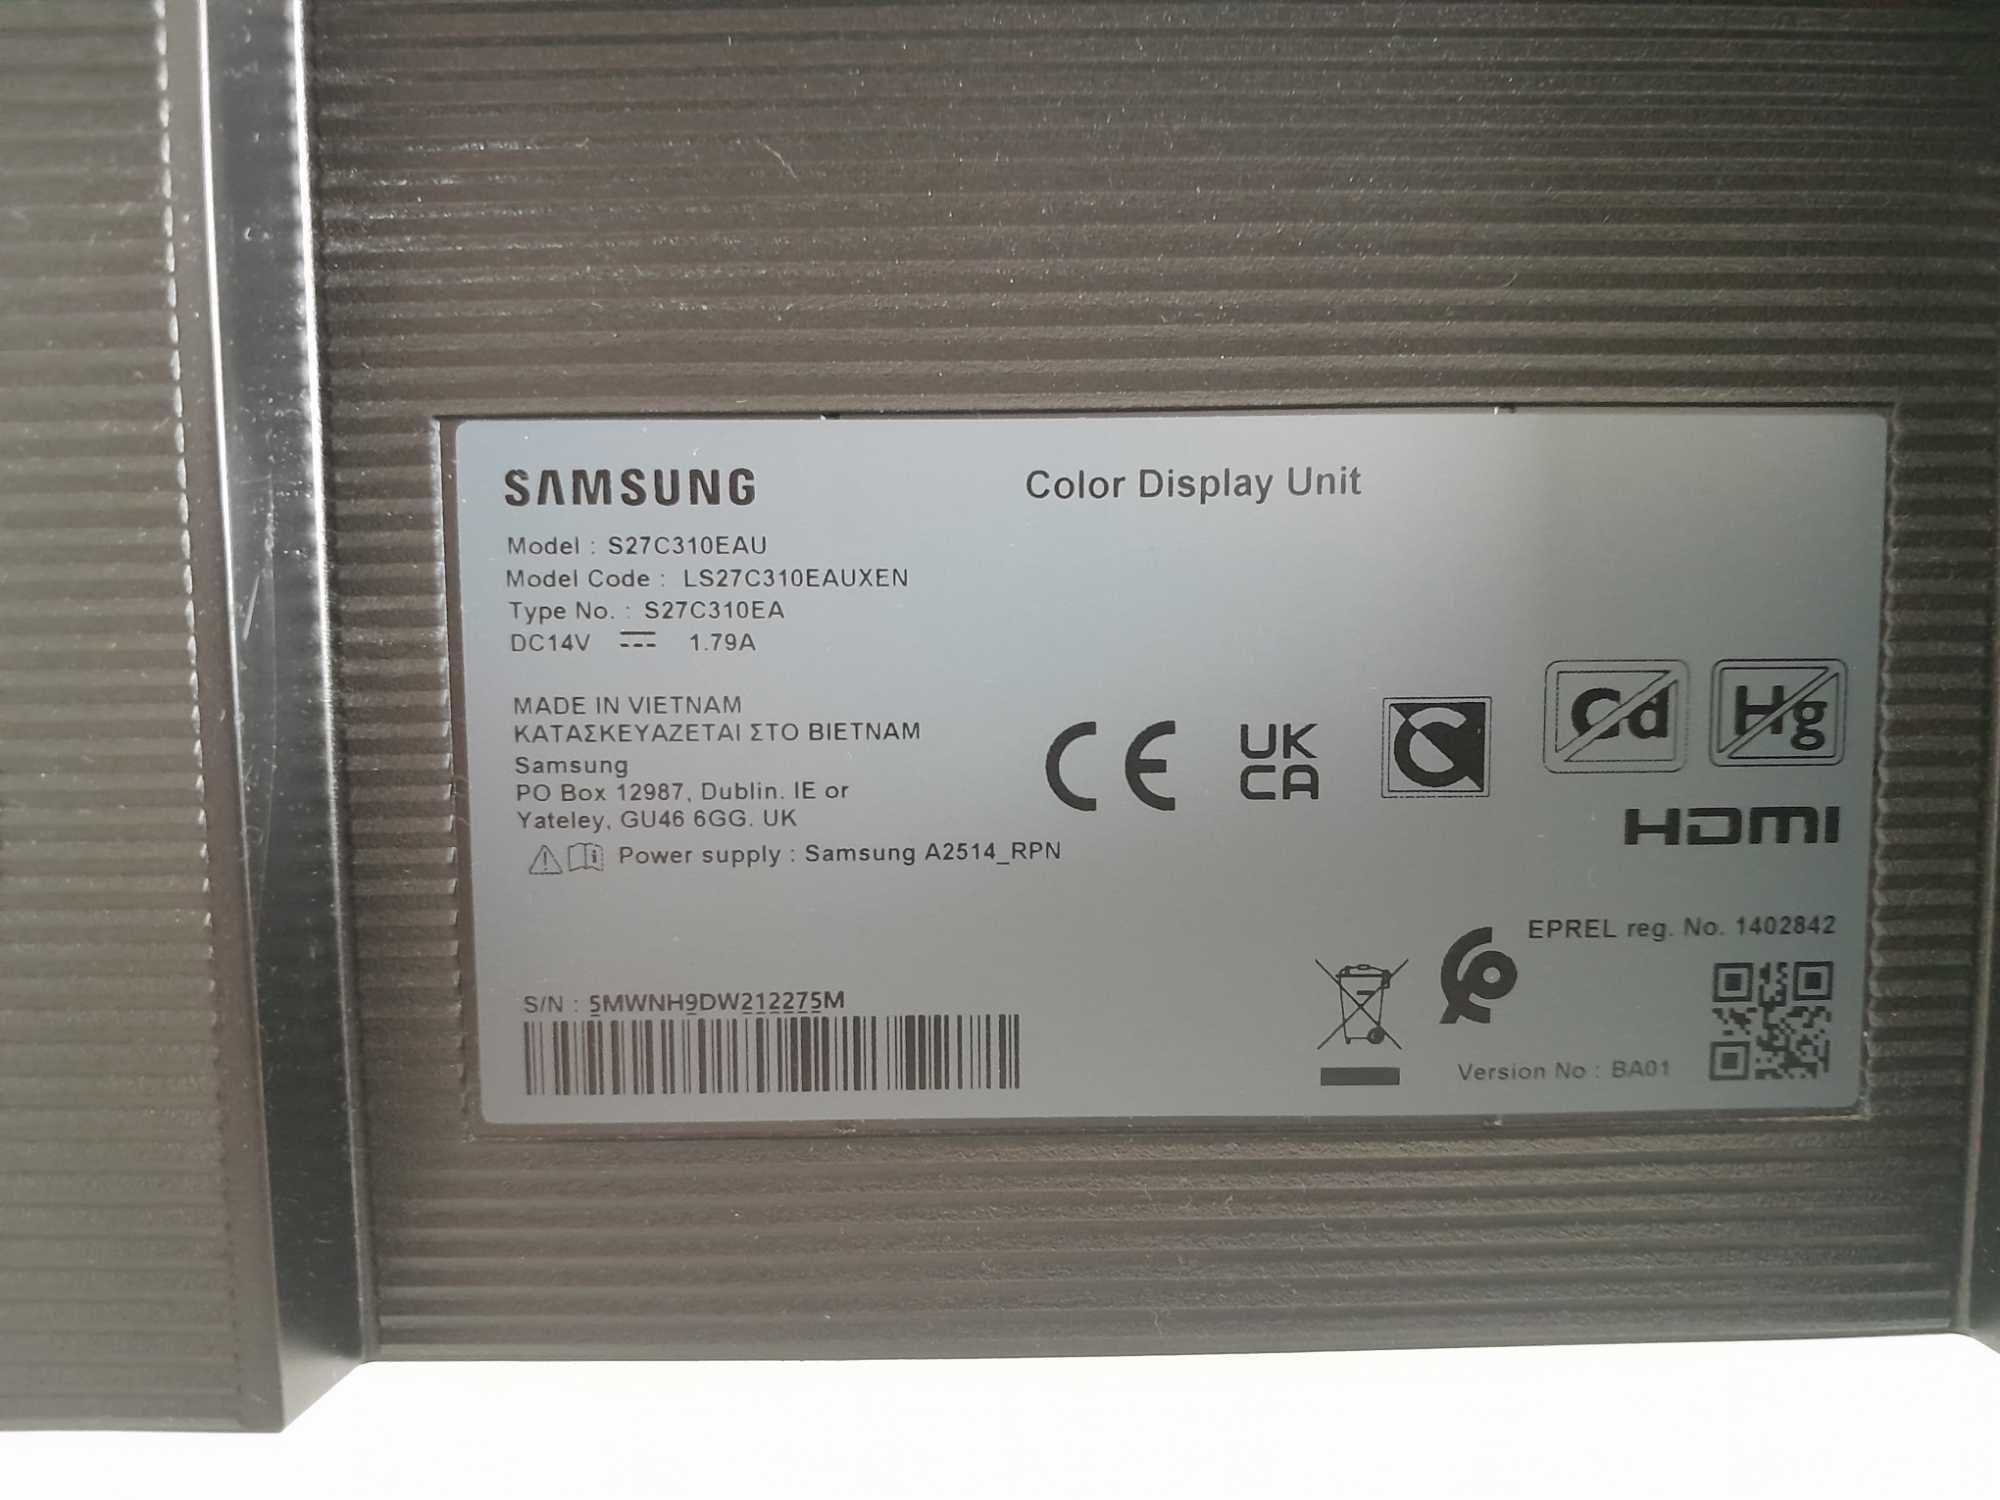 SAMSUNG
Color Display Unit
Model : S27C310EAU
Model Code : LS27C310EAUXEN
Type No. : S27C310EA
DC14V ⎓ 1.79A
MADE IN VIETNAM
ΚΑΤΑΣΚΕΥΑΖΕΤΑΙ ΣΤΟ ΒΙΕΤΝΑΜ
Samsung
PO Box 12987, Dublin. IE or
Yateley, GU46 6GG. UK
Power supply : Samsung A2514_RPN
CE
UK
CA
C
Cd
Hg
HDMI
EPREL reg. No. 1402842
S/N : 5MWNH9DW212275M
Version No : BA01